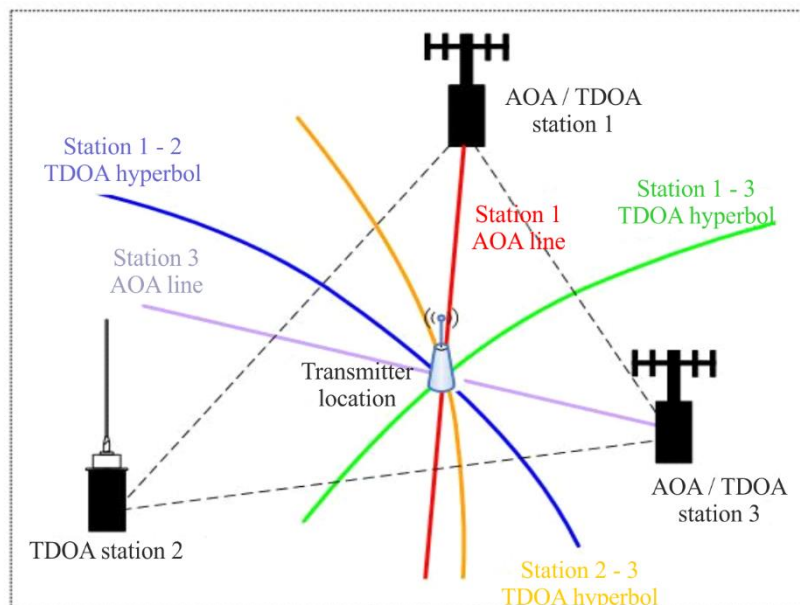 AOA / TDOA
station 1
Station 1 - 2
TDOA hyperbol
Station 1 - 3
TDOA hyperbol
Station 1
AOA line
Station 3
AOA line
Transmitter
location
AOA / TDOA
station 3
TDOA station 2
Station 2 - 3
TDOA hyperbol